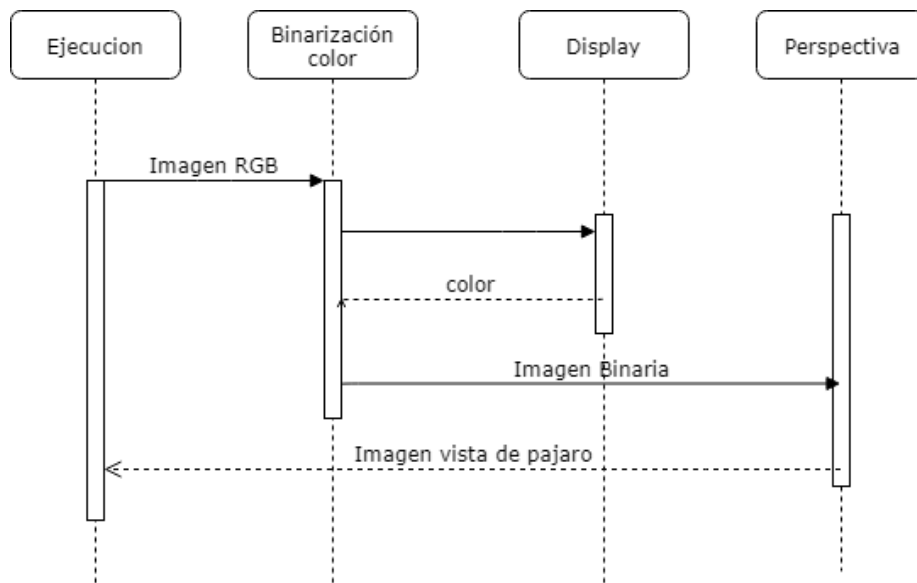 Ejecucion
Binarización
color
Display
Perspectiva
Imagen RGB
color
Imagen Binaria
Imagen vista de pajaro